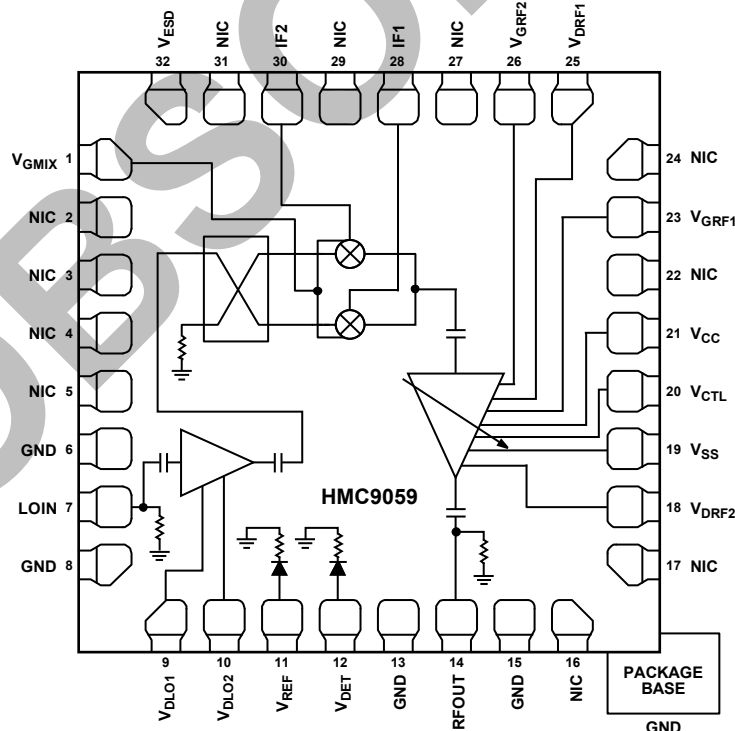 VESD
32
NIC
31
IF2
30
NIC
29
IF1
28
NIC
27
VGRF2
26
VDRF1
25
VGMIX 1
NIC 2
NIC 3
NIC 4
NIC 5
GND 6
LOIN 7
GND 8
24 NIC
23 VGRF1
22 NIC
21 VCC
20 VCTL
19 VSS
18 VDRF2
17 NIC
HMC9059
9
VDLO1
10
VDLO2
11
VREF
12
VDET
13
GND
14
RFOUT
15
GND
16
NIC
PACKAGE
BASE
GND